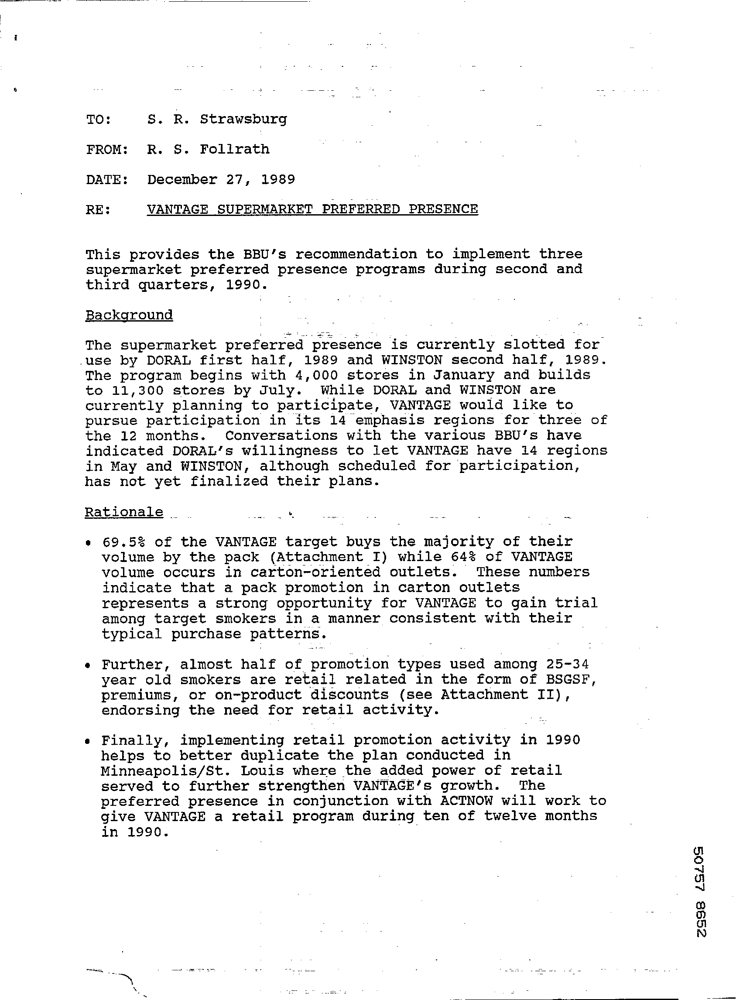 TO: S. R. Strawsburg
FROM: R. S. Follrath
DATE: December 27, 1989
RE: VANTAGE SUPERMARKET PREFERRED PRESENCE
This provides the BBU's recommendation to implement three
supermarket preferred presence programs during second and
third quarters, 1990.
Background
The supermarket preferred presence is currently slotted for
use by DORAL first half, 1989 and WINSTON second half, 1989.
The program begins with 4,000 stores in January and builds
to 11,300 stores by July. While DORAL and WINSTON are
currently planning to participate, VANTAGE would like to
pursue participation in its 14 emphasis regions for three of
the 12 months. Conversations with the various BBU's have
indicated DORAL's willingness to let VANTAGE have 14 regions
in May and WINSTON, although scheduled for participation,
has not yet finalized their plans.
Rationale
• 69.5% of the VANTAGE target buys the majority of their
volume by the pack (Attachment I) while 64% of VANTAGE
volume occurs in carton-oriented outlets. These numbers
indicate that a pack promotion in carton outlets
represents a strong opportunity for VANTAGE to gain trial
among target smokers in a manner consistent with their
typical purchase patterns.
• Further, almost half of promotion types used among 25-34
year old smokers are retail related in the form of BSGSF,
premiums, or on-product discounts (see Attachment II),
endorsing the need for retail activity.
• Finally, implementing retail promotion activity in 1990
helps to better duplicate the plan conducted in
Minneapolis/St. Louis where the added power of retail
served to further strengthen VANTAGE's growth. The
preferred presence in conjunction with ACTNOW will work to
give VANTAGE a retail program during ten of twelve months
in 1990.
50757 8652